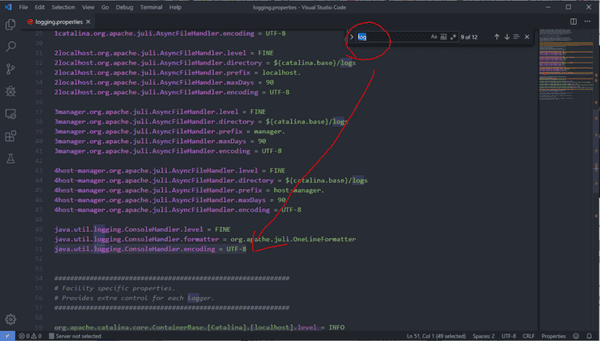 File Edit Selection View Go Run Debug Terminal Help
logging.properties - Visual Studio Code
logging.properties
log
9 of 12
1catalina.org.apache.juli.AsyncFileHandler.encoding = UTF-8
2localhost.org.apache.juli.AsyncFileHandler.level = FINE
2localhost.org.apache.juli.AsyncFileHandler.directory = ${catalina.base}/logs
2localhost.org.apache.juli.AsyncFileHandler.prefix = localhost.
2localhost.org.apache.juli.AsyncFileHandler.maxDays = 90
2localhost.org.apache.juli.AsyncFileHandler.encoding = UTF-8
3manager.org.apache.juli.AsyncFileHandler.level = FINE
3manager.org.apache.juli.AsyncFileHandler.directory = ${catalina.base}/logs
3manager.org.apache.juli.AsyncFileHandler.prefix = manager.
3manager.org.apache.juli.AsyncFileHandler.maxDays = 90
3manager.org.apache.juli.AsyncFileHandler.encoding = UTF-8
4host-manager.org.apache.juli.AsyncFileHandler.level = FINE
4host-manager.org.apache.juli.AsyncFileHandler.directory = ${catalina.base}/logs
4host-manager.org.apache.juli.AsyncFileHandler.prefix = host-manager.
4host-manager.org.apache.juli.AsyncFileHandler.maxDays = 90
4host-manager.org.apache.juli.AsyncFileHandler.encoding = UTF-8
java.util.logging.ConsoleHandler.level = FINE
java.util.logging.ConsoleHandler.formatter = org.apache.juli.OneLineFormatter
java.util.logging.ConsoleHandler.encoding = UTF-8
############################################################
# Facility specific properties.
# Provides extra control for each logger.
############################################################
org.apache.catalina.core.ContainerBase.[Catalina].[localhost].level = INFO
0 0 Server not selected
Ln 51, Col 1 (49 selected) Spaces: 2 UTF-8 CRLF Properties